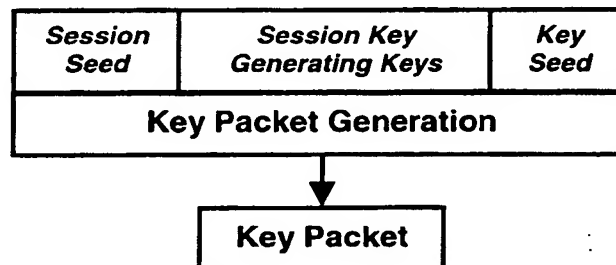 Session Seed
Session Key Generating Keys
Key Seed
Key Packet Generation
Key Packet